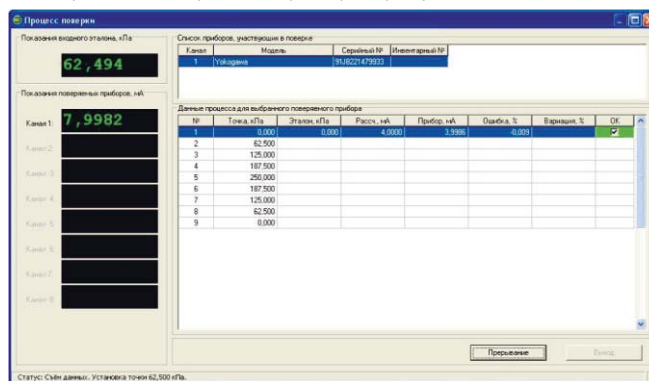 Процесс поверки
Показания входного эталона, кПа
62,494
Показания поверяемых приборов, мА
Канал 1: 7,9982
Канал 2:
Канал 3:
Канал 4:
Канал 5:
Канал 6:
Канал 7:
Канал 8:
Список приборов, участвующих в поверке
Канал Модель Серийный № Инвентарный №
1 Yokogawa 91J8221479933
Данные процесса для выбранного поверяемого прибора
№ Точка, кПа Эталон, кПа Рассч., мА Прибор, мА Ошибка, % Вариация, % OK
1 0,000 0,000 4,0000 3,9986 -0,009
2 62,500
3 125,000
4 187,500
5 250,000
6 187,500
7 125,000
8 62,500
9 0,000
Прерывание Выход
Статус: Съём данных. Установка точки 62,500 кПа.